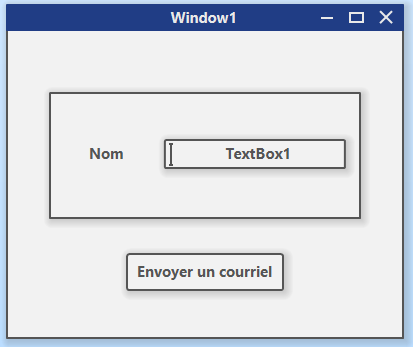 Window1
Nom
TextBox1
Envoyer un courriel